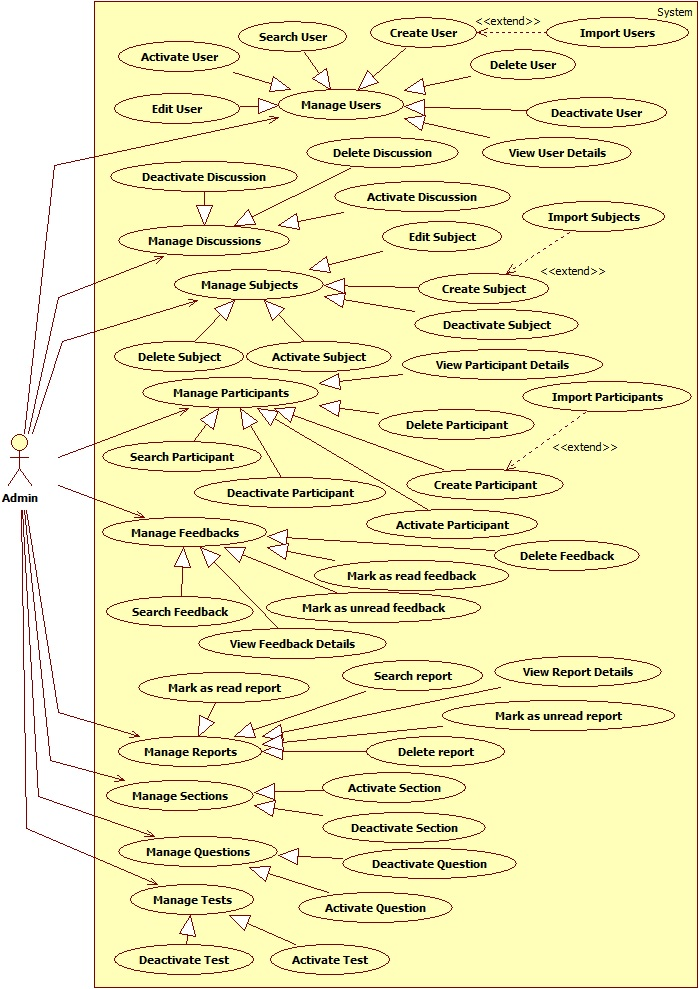 System
Search User
Create User
<<extend>>
Import Users
Activate User
Delete User
Edit User
Manage Users
Deactivate User
Delete Discussion
View User Details
Deactivate Discussion
Activate Discussion
Import Subjects
Manage Discussions
Edit Subject
<<extend>>
Manage Subjects
Create Subject
Deactivate Subject
Delete Subject
Activate Subject
View Participant Details
Manage Participants
Import Participants
Delete Participant
<<extend>>
Search Participant
Create Participant
Deactivate Participant
Admin
Activate Participant
Manage Feedbacks
Delete Feedback
Mark as read feedback
Search Feedback
Mark as unread feedback
View Feedback Details
Search report
View Report Details
Mark as read report
Mark as unread report
Manage Reports
Delete report
Activate Section
Manage Sections
Deactivate Section
Manage Questions
Deactivate Question
Manage Tests
Activate Question
Deactivate Test
Activate Test